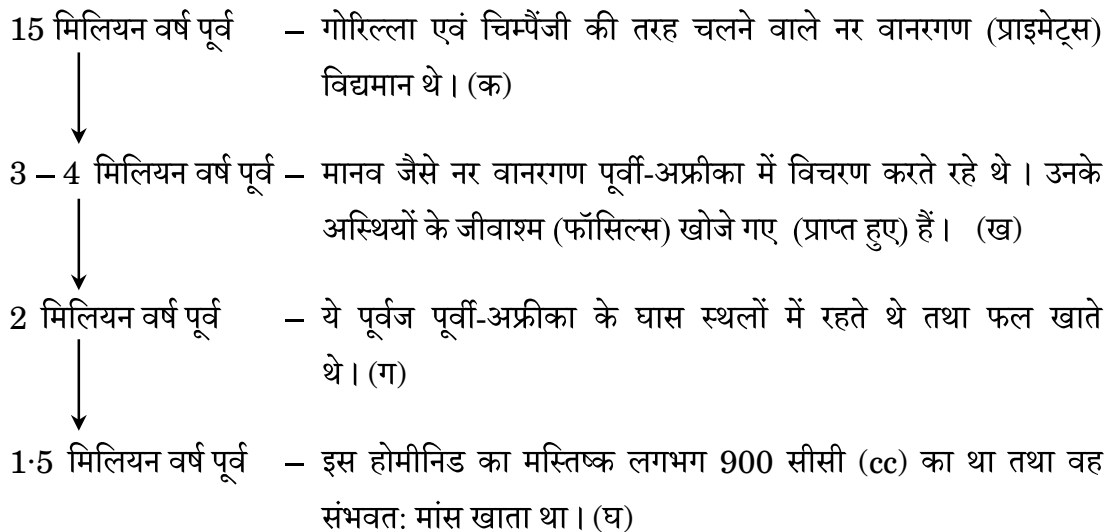 15 मिलियन वर्ष पूर्व – गोरिल्ला एवं चिम्पैंजी की तरह चलने वाले नर वानरगण (प्राइमेट्स)
विद्यमान थे। (क)
3 – 4 मिलियन वर्ष पूर्व – मानव जैसे नर वानरगण पूर्वी-अफ्रीका में विचरण करते रहे थे । उनके
अस्थियों के जीवाश्म (फॉसिल्स) खोजे गए (प्राप्त हुए) हैं। (ख)
2 मिलियन वर्ष पूर्व – ये पूर्वज पूर्वी-अफ्रीका के घास स्थलों में रहते थे तथा फल खाते
थे। (ग)
1·5 मिलियन वर्ष पूर्व – इस होमीनिड का मस्तिष्क लगभग 900 सीसी (cc) का था तथा वह
संभवत: मांस खाता था। (घ)